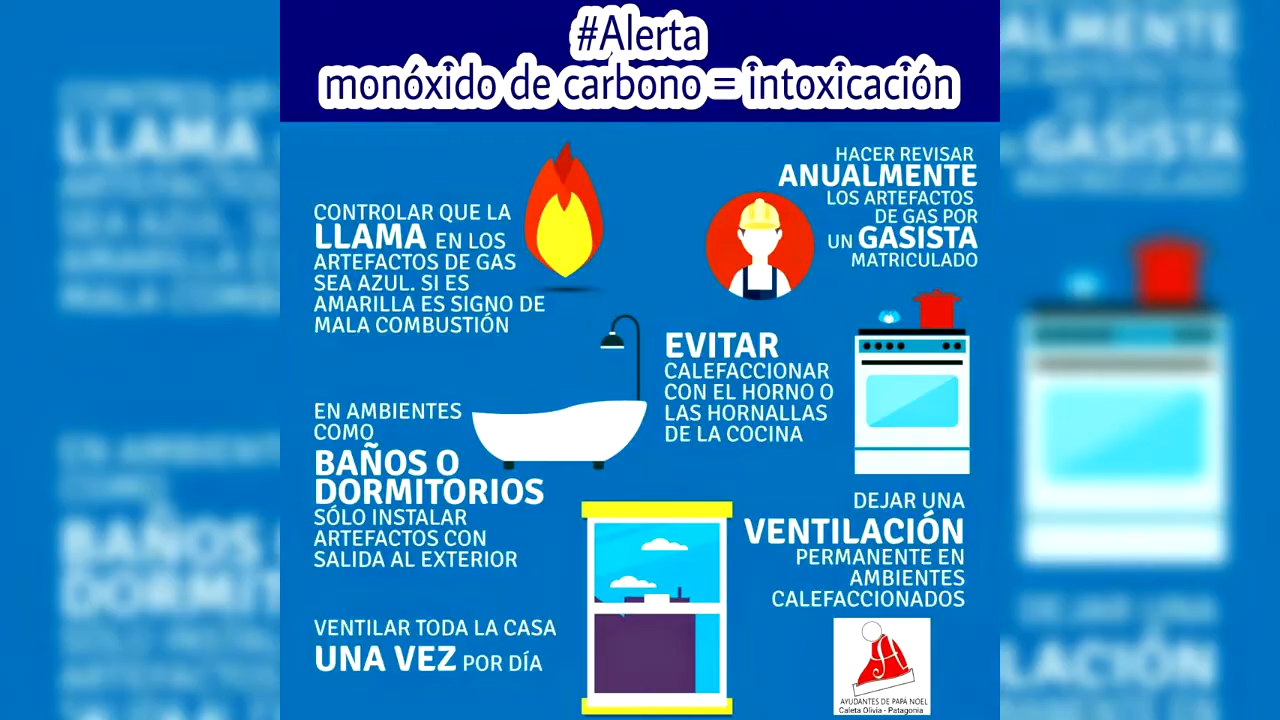 #Alerta
monóxido de carbono = intoxicación
CONTROLAR QUE LA
LLAMA EN LOS
ARTEFACTOS DE GAS
SEA AZUL. SI ES
AMARILLA ES SIGNO DE
MALA COMBUSTIÓN
HACER REVISAR
ANUALMENTE
LOS ARTEFACTOS
DE GAS POR
UN GASISTA
MATRICULADO
EVITAR
CALEFACCIONAR
CON EL HORNO O
LAS HORNALLAS
DE LA COCINA
EN AMBIENTES
COMO
BAÑOS O
DORMITORIOS
SÓLO INSTALAR
ARTEFACTOS CON
SALIDA AL EXTERIOR
DEJAR UNA
VENTILACIÓN
PERMANENTE EN
AMBIENTES
CALEFACCIONADOS
VENTILAR TODA LA CASA
UNA VEZ POR DÍA
AYUDANTES DE PAPÁ NOEL
Caleta Olivia - Patagonia